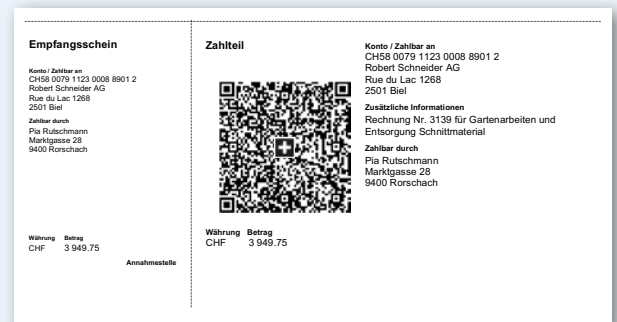 Empfangsschein
Konto / Zahlbar an
CH58 0079 1123 0008 8901 2
Robert Schneider AG
Rue du Lac 1268
2501 Biel
Zahlbar durch
Pia Rutschmann
Marktgasse 28
9400 Rorschach
Währung Betrag
CHF 3 949.75
Annahmestelle
Zahlteil
Währung Betrag
CHF 3 949.75
Konto / Zahlbar an
CH58 0079 1123 0008 8901 2
Robert Schneider AG
Rue du Lac 1268
2501 Biel
Zusätzliche Informationen
Rechnung Nr. 3139 für Gartenarbeiten und
Entsorgung Schnittmaterial
Zahlbar durch
Pia Rutschmann
Marktgasse 28
9400 Rorschach